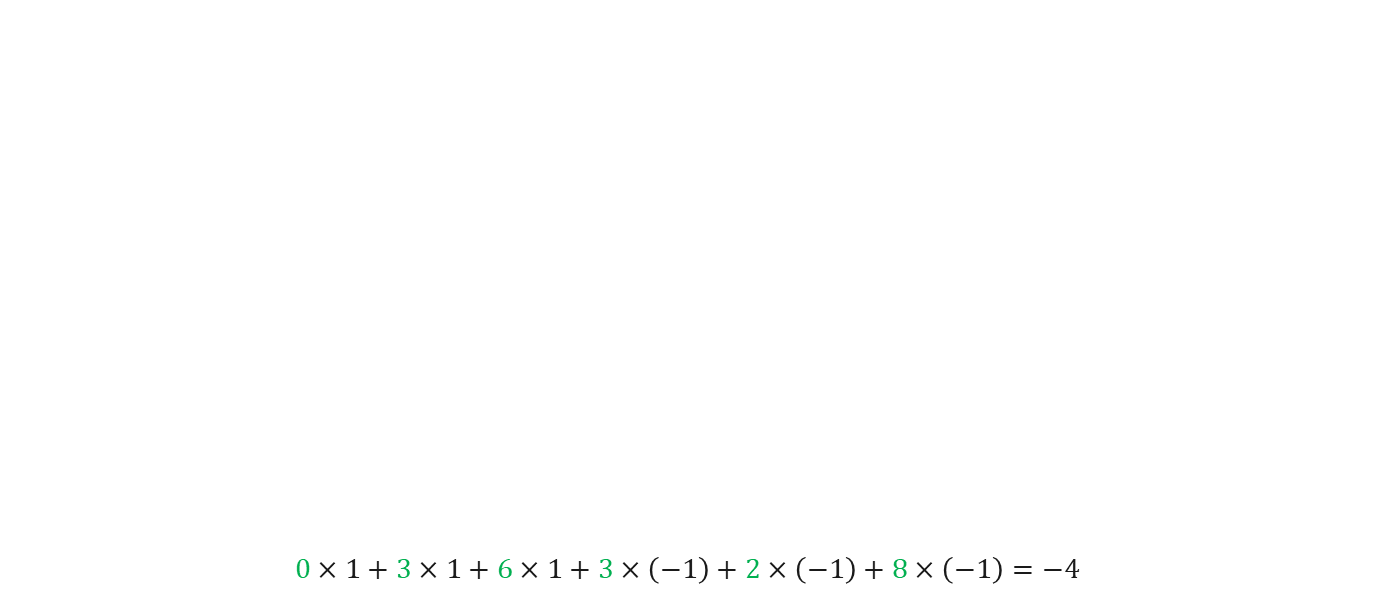 0 × 1 + 3 × 1 + 6 × 1 + 3 × (−1) + 2 × (−1) + 8 × (−1) = −4